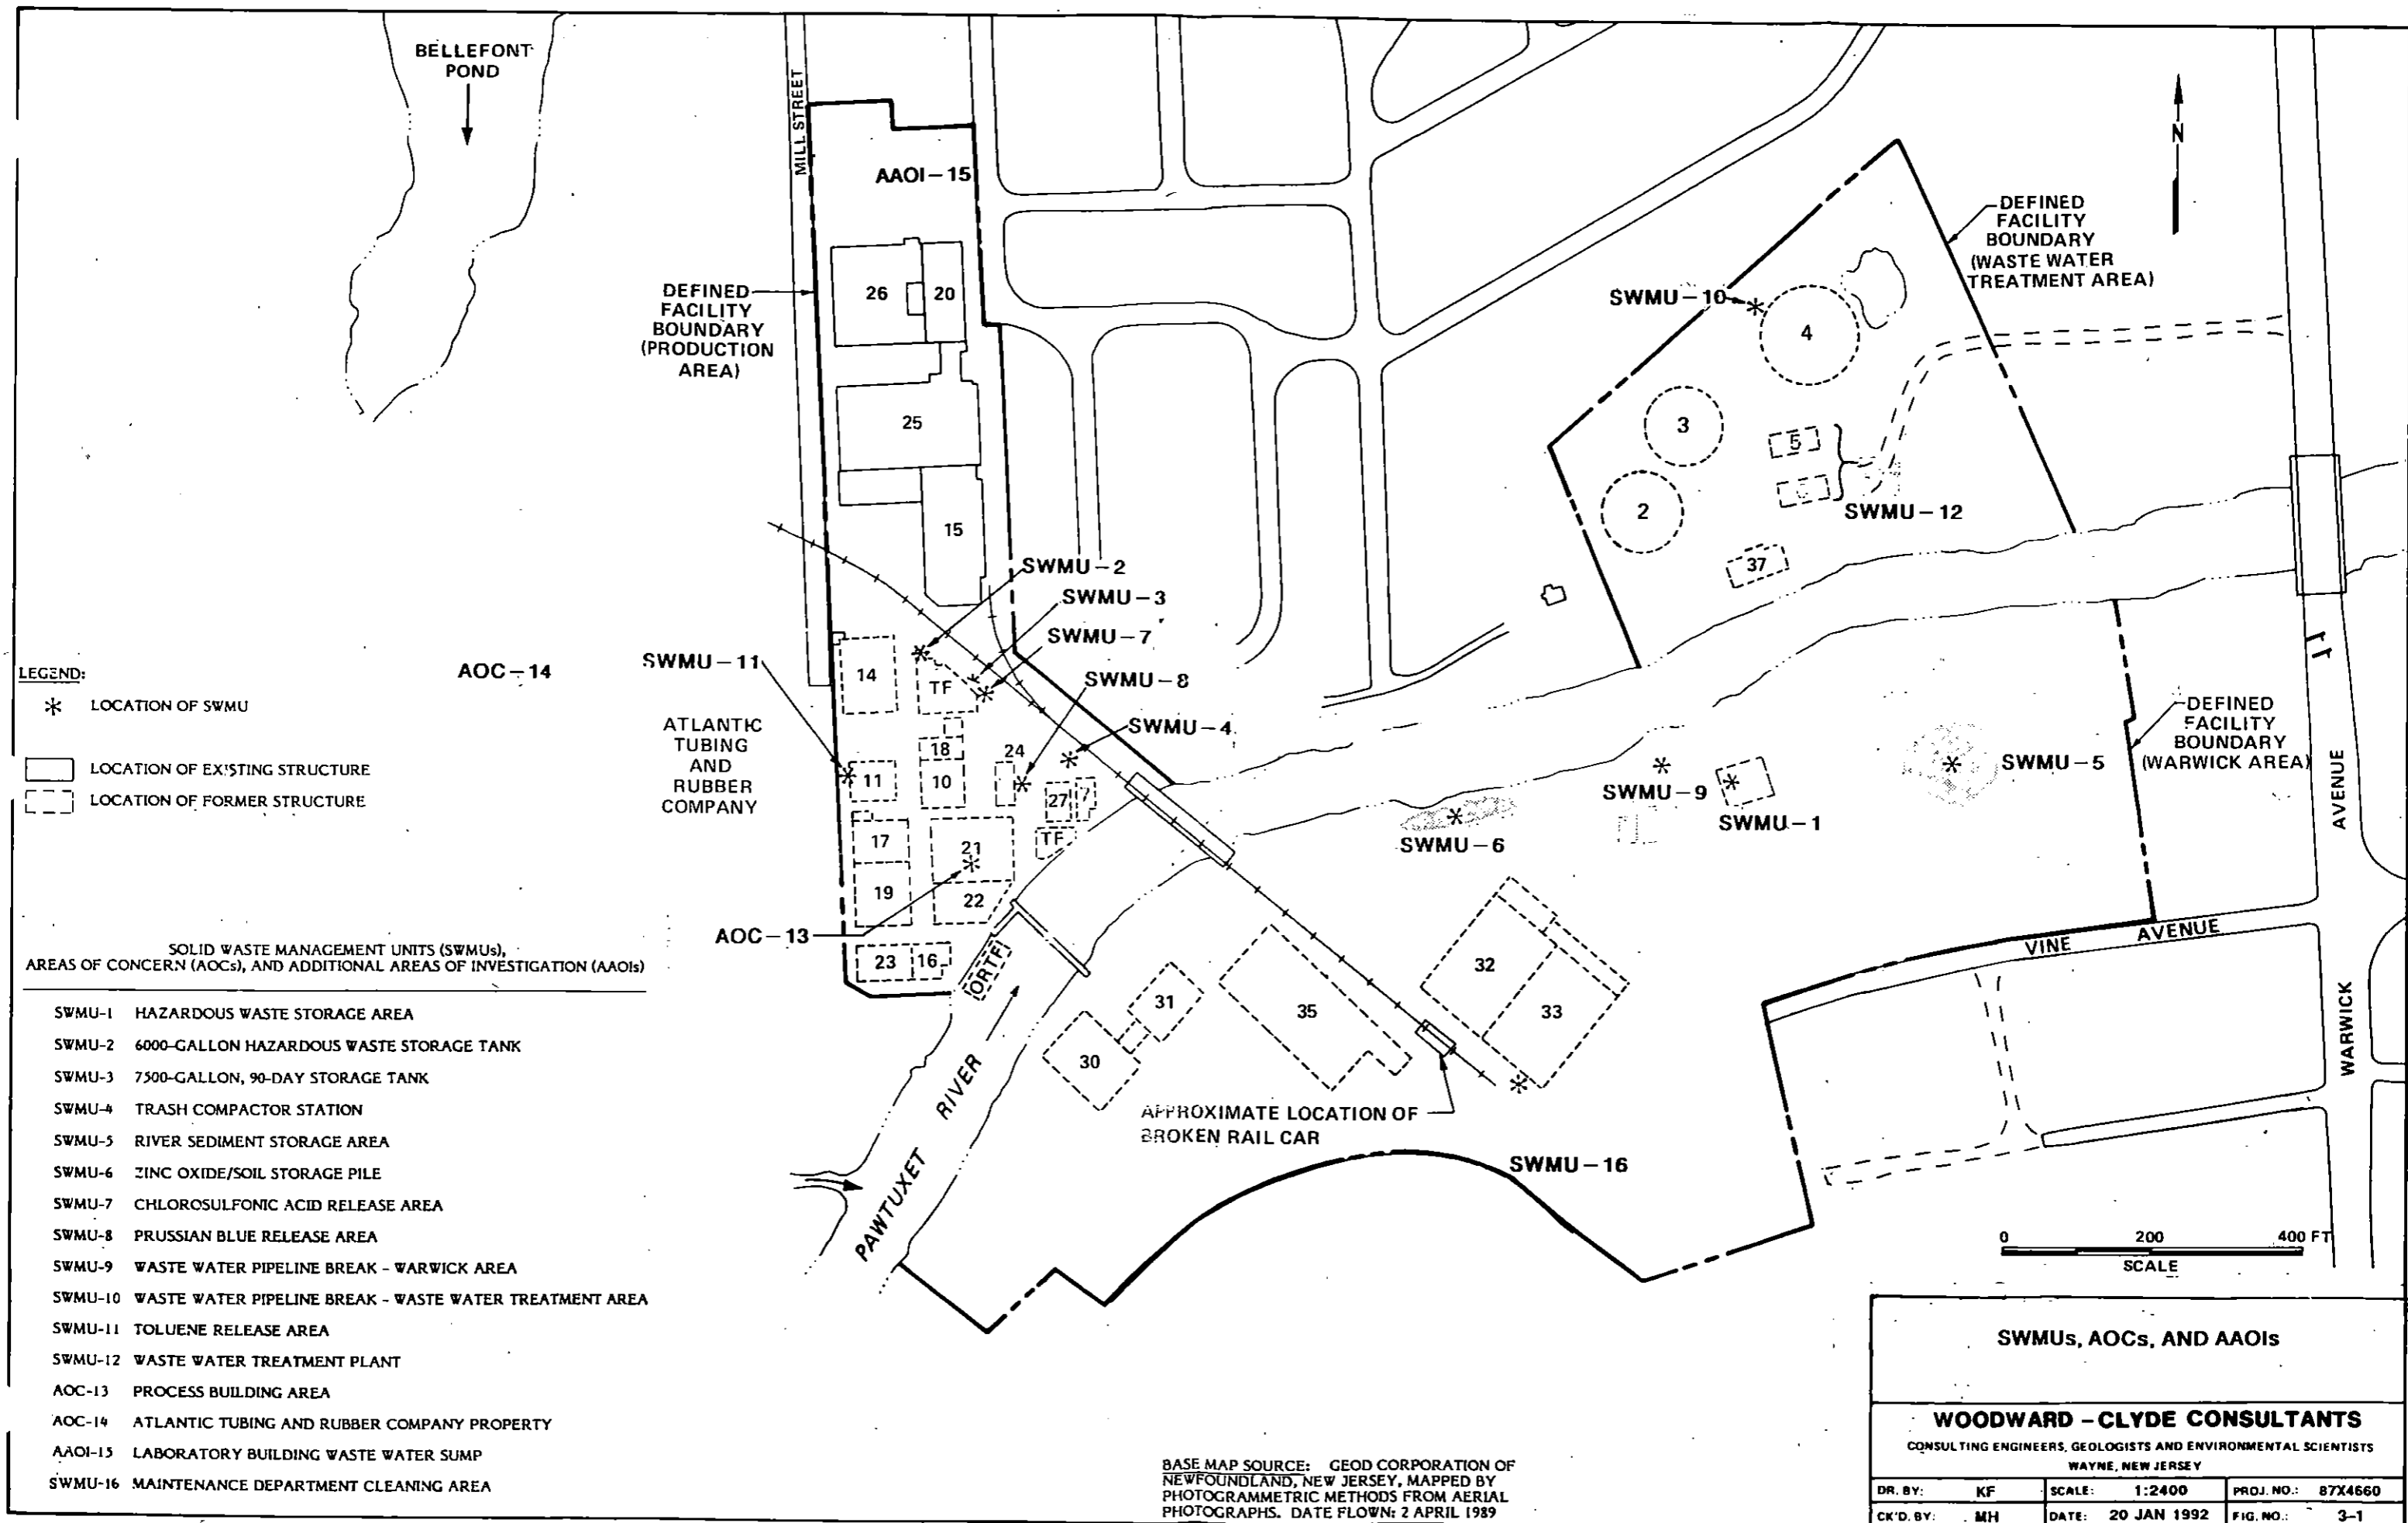 BELLEFONT
POND
MILL STREET
AAOI-15
N
DEFINED
FACILITY
BOUNDARY
(WASTE WATER
TREATMENT AREA)
DEFINED
FACILITY
BOUNDARY
(PRODUCTION
AREA)
26
20
25
15
SWMU-10
4
3
2
5
SWMU-12
37
SWMU-2
SWMU-3
SWMU-7
SWMU-8
SWMU-4
SWMU-11
AOC-14
ATLANTIC
TUBING
AND
RUBBER
COMPANY
14
TF
18
24
11
10
27
7
TF
17
21
19
22
AOC-13
23
16
ORTF
SWMU-9
SWMU-1
SWMU-5
SWMU-6
DEFINED
FACILITY
BOUNDARY
(WARWICK AREA)
VINE AVENUE
WARWICK AVENUE
32
33
35
31
30
APPROXIMATE LOCATION OF
BROKEN RAIL CAR
SWMU-16
PAWTUXET RIVER
LEGEND:
LOCATION OF SWMU
LOCATION OF EXISTING STRUCTURE
LOCATION OF FORMER STRUCTURE
SOLID WASTE MANAGEMENT UNITS (SWMUs),
AREAS OF CONCERN (AOCs), AND ADDITIONAL AREAS OF INVESTIGATION (AAOIs)
SWMU-1 HAZARDOUS WASTE STORAGE AREA
SWMU-2 6000-GALLON HAZARDOUS WASTE STORAGE TANK
SWMU-3 7500-GALLON, 90-DAY STORAGE TANK
SWMU-4 TRASH COMPACTOR STATION
SWMU-5 RIVER SEDIMENT STORAGE AREA
SWMU-6 ZINC OXIDE/SOIL STORAGE PILE
SWMU-7 CHLOROSULFONIC ACID RELEASE AREA
SWMU-8 PRUSSIAN BLUE RELEASE AREA
SWMU-9 WASTE WATER PIPELINE BREAK - WARWICK AREA
SWMU-10 WASTE WATER PIPELINE BREAK - WASTE WATER TREATMENT AREA
SWMU-11 TOLUENE RELEASE AREA
SWMU-12 WASTE WATER TREATMENT PLANT
AOC-13 PROCESS BUILDING AREA
AOC-14 ATLANTIC TUBING AND RUBBER COMPANY PROPERTY
AAOI-15 LABORATORY BUILDING WASTE WATER SUMP
SWMU-16 MAINTENANCE DEPARTMENT CLEANING AREA
0 200 400 FT
SCALE
BASE MAP SOURCE: GEOD CORPORATION OF
NEWFOUNDLAND, NEW JERSEY, MAPPED BY
PHOTOGRAMMETRIC METHODS FROM AERIAL
PHOTOGRAPHS. DATE FLOWN: 2 APRIL 1989
SWMUs, AOCs, AND AAOIs
WOODWARD-CLYDE CONSULTANTS
CONSULTING ENGINEERS, GEOLOGISTS AND ENVIRONMENTAL SCIENTISTS
WAYNE, NEW JERSEY
DR. BY: KF SCALE: 1:2400 PROJ. NO.: 87X4660
CK'D. BY: MH DATE: 20 JAN 1992 FIG. NO.: 3-1